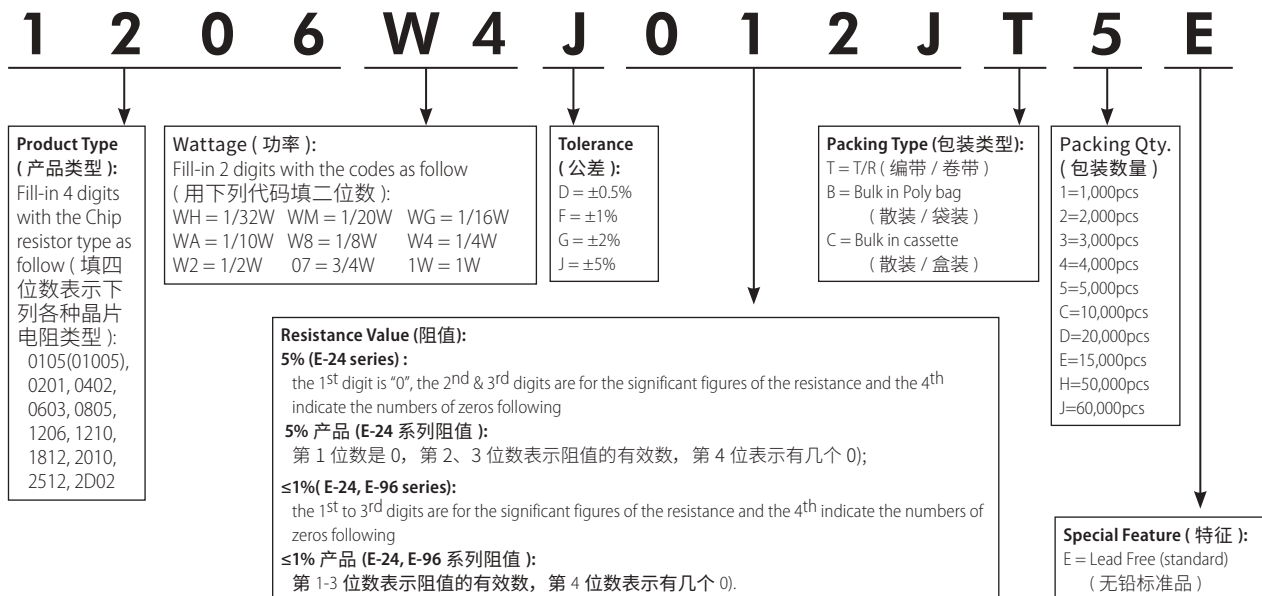 1 2 0 6 W 4 J 0 1 2 J T 5 E
Product Type
( 产品类型 ):
Fill-in 4 digits
with the Chip
resistor type as
follow ( 填四
位数表示下
列各种晶片
电阻类型 ):
0105(01005),
0201, 0402,
0603, 0805,
1206, 1210,
1812, 2010,
2512, 2D02
Wattage ( 功率 ):
Fill-in 2 digits with the codes as follow
( 用下列代码填二位数 ):
WH = 1/32W WM = 1/20W WG = 1/16W
WA = 1/10W W8 = 1/8W W4 = 1/4W
W2 = 1/2W 07 = 3/4W 1W = 1W
Tolerance
( 公差 ):
D = ±0.5%
F = ±1%
G = ±2%
J = ±5%
Resistance Value (阻值):
5% (E-24 series) :
the 1st digit is “0”, the 2nd & 3rd digits are for the significant figures of the resistance and the 4th
indicate the numbers of zeros following
5% 产品 (E-24 系列阻值 ):
第 1 位数是 0，第 2、3 位数表示阻值的有效数，第 4 位表示有几个 0);
≤1%( E-24, E-96 series):
the 1st to 3rd digits are for the significant figures of the resistance and the 4th indicate the numbers of
zeros following
≤1% 产品 (E-24, E-96 系列阻值 ):
第 1-3 位数表示阻值的有效数，第 4 位数表示有几个 0).
Packing Type (包装类型):
T = T/R ( 编带 / 卷带 )
B = Bulk in Poly bag
( 散装 / 袋装 )
C = Bulk in cassette
( 散装 / 盒装 )
Packing Qty.
( 包装数量 )
1=1,000pcs
2=2,000pcs
3=3,000pcs
4=4,000pcs
5=5,000pcs
C=10,000pcs
D=20,000pcs
E=15,000pcs
H=50,000pcs
J=60,000pcs
Special Feature ( 特征 ):
E = Lead Free (standard)
( 无铅标准品 )